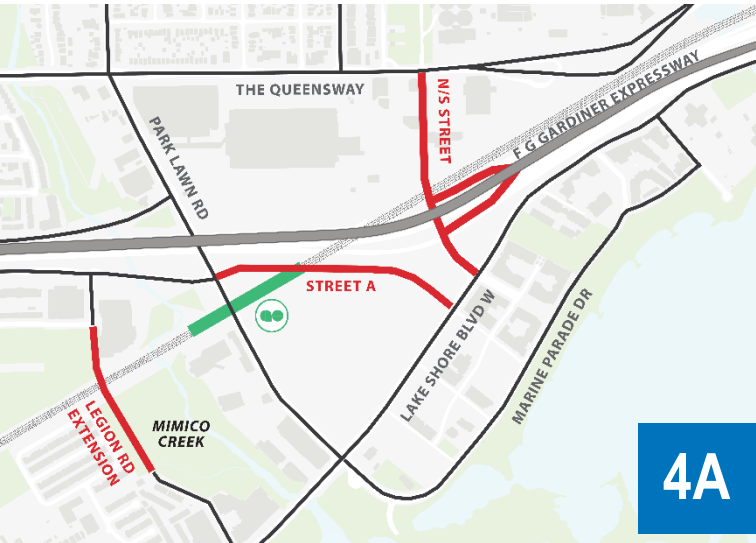 THE QUEENSWAY
N/S STREET
F G GARDINER EXPRESSWAY
PARK LAWN RD
STREET A
LAKE SHORE BLVD W
MARINE PARADE DR
LEGION RD
EXTENSION
MIMICO
CREEK
4A